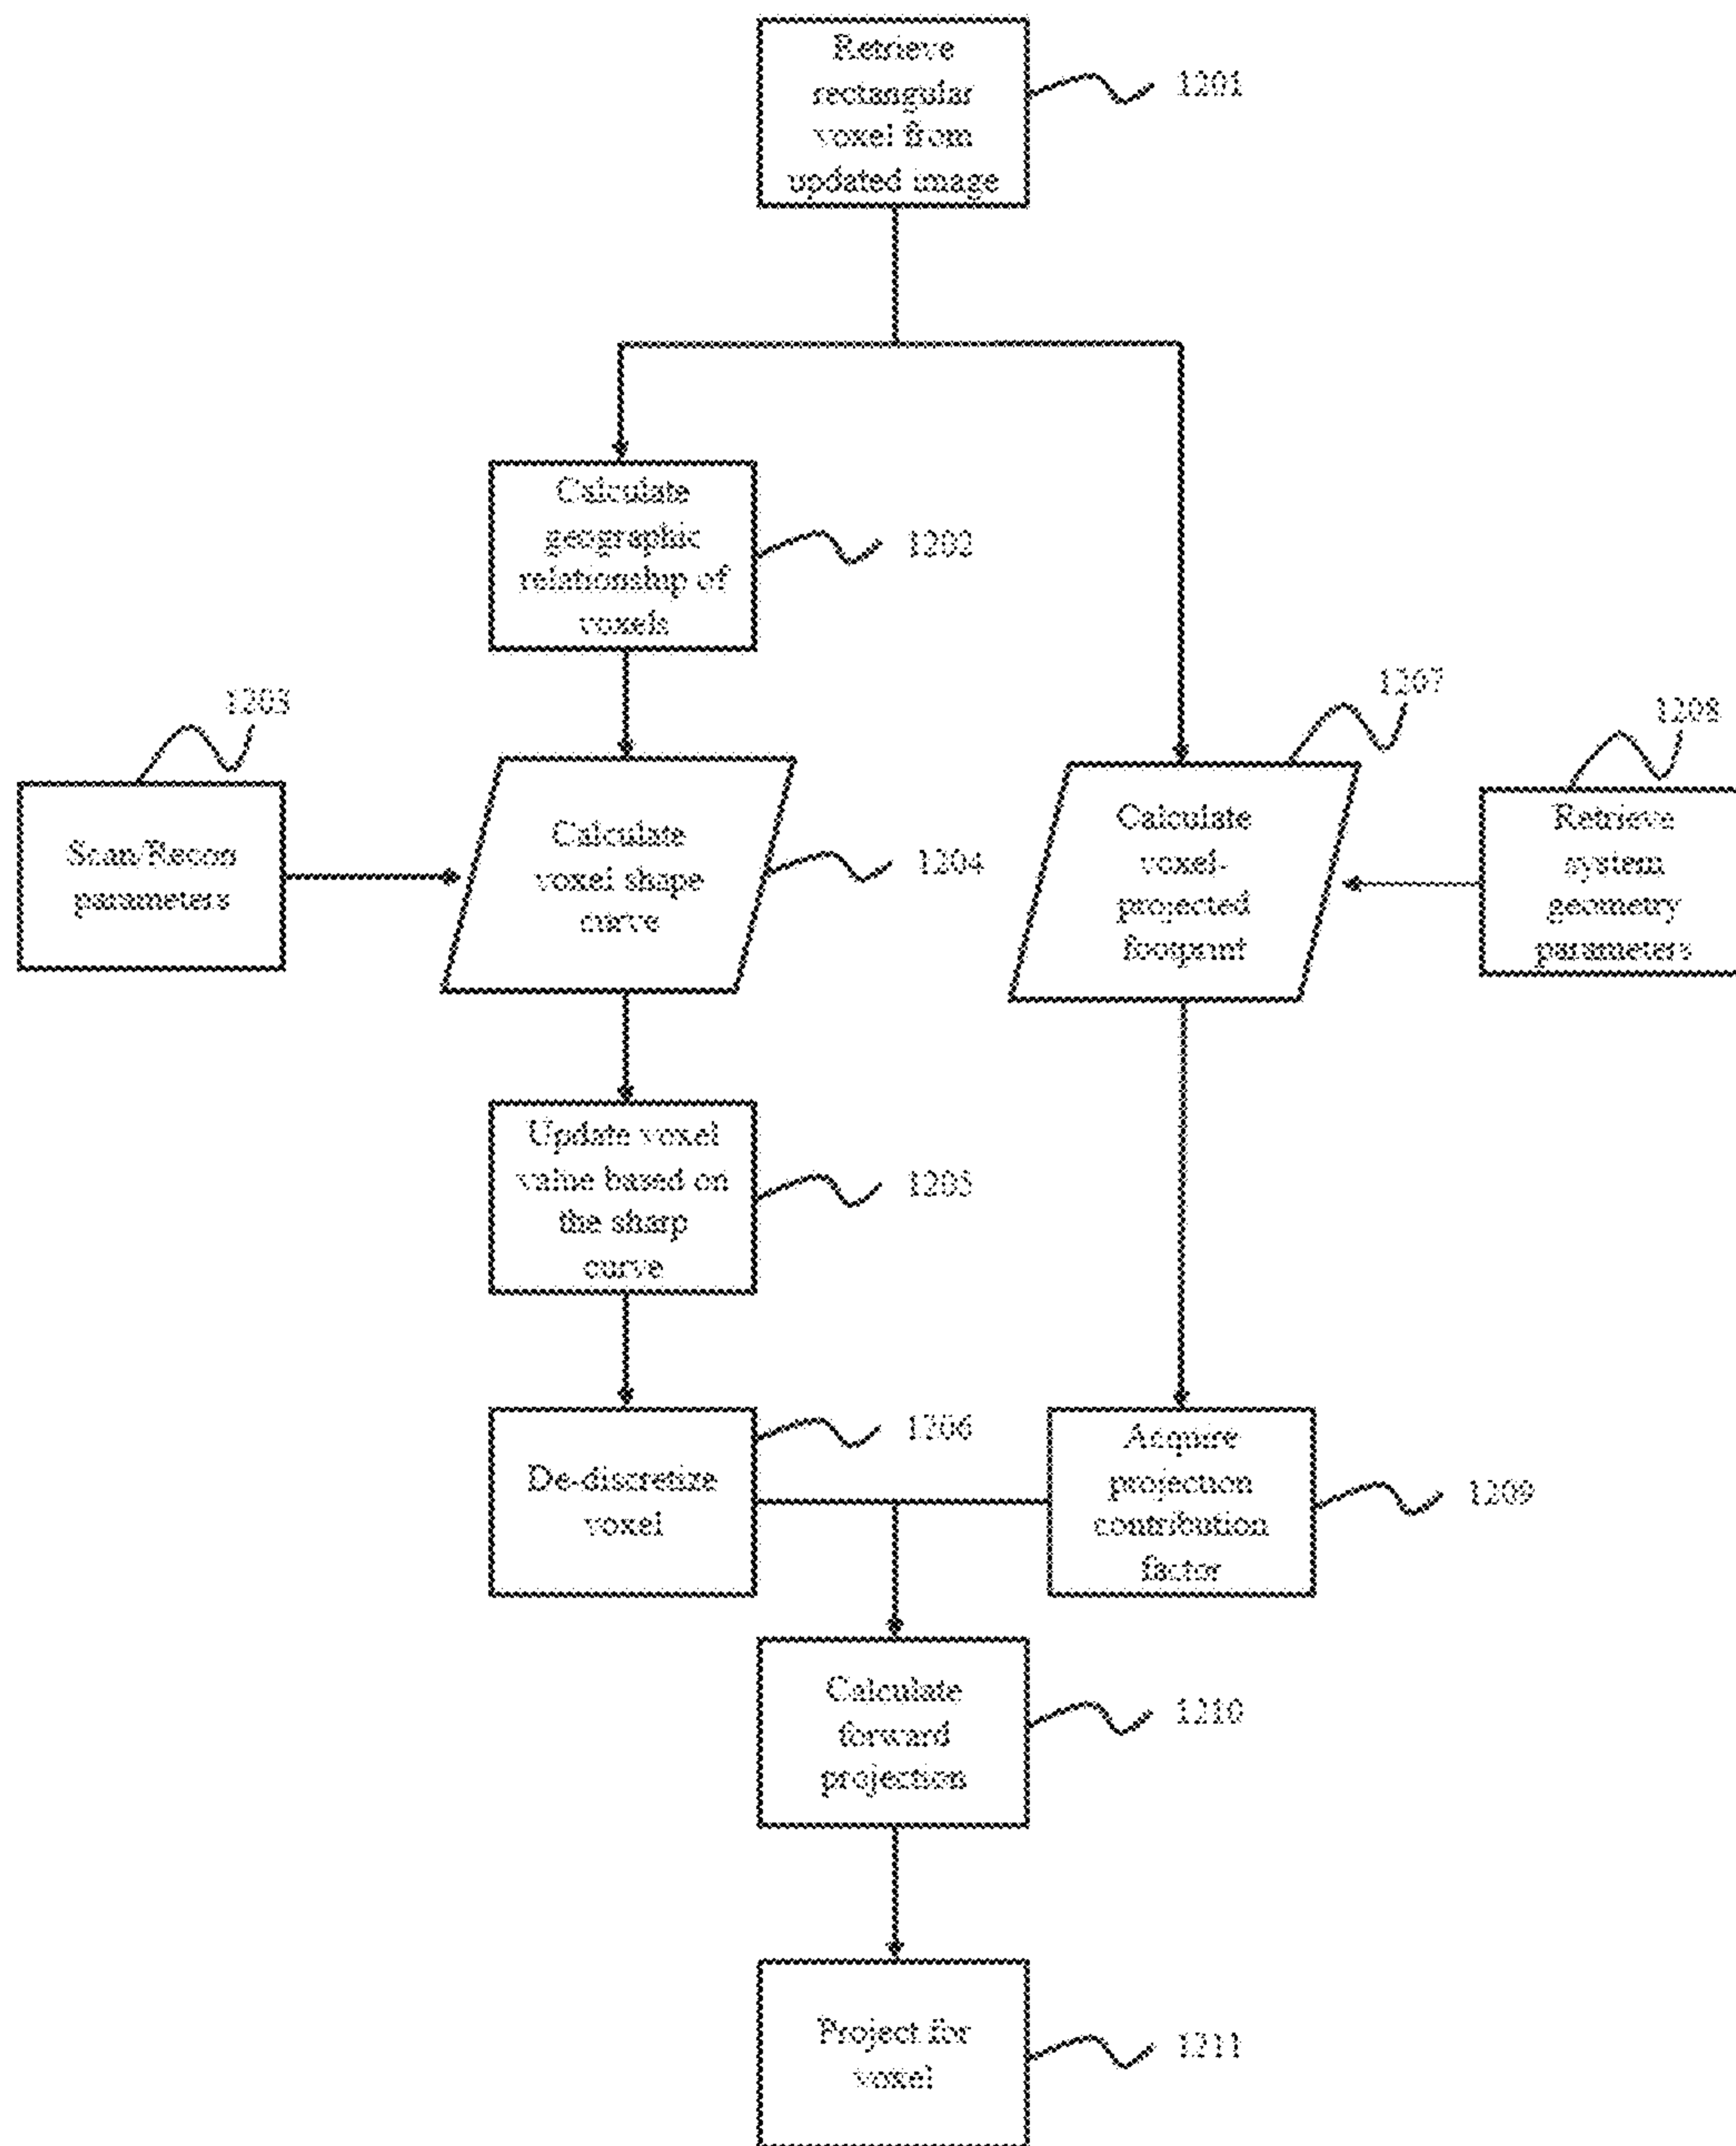 Retrieve
rectangular
voxel from
updated image
1201
Calculate
geographic
relationship of
voxels
1202
1203
Scan/Recon
parameters
Calculate
voxel shape
curve
1204
1207
Calculate
voxel-
projected
footprint
1208
Retrieve
system
geometry
parameters
Update voxel
value based on
the sharp
curve
1205
De-discretize
voxel
1206
Acquire
projection
contribution
factor
1209
Calculate
forward
projection
1210
Project for
voxel
1211